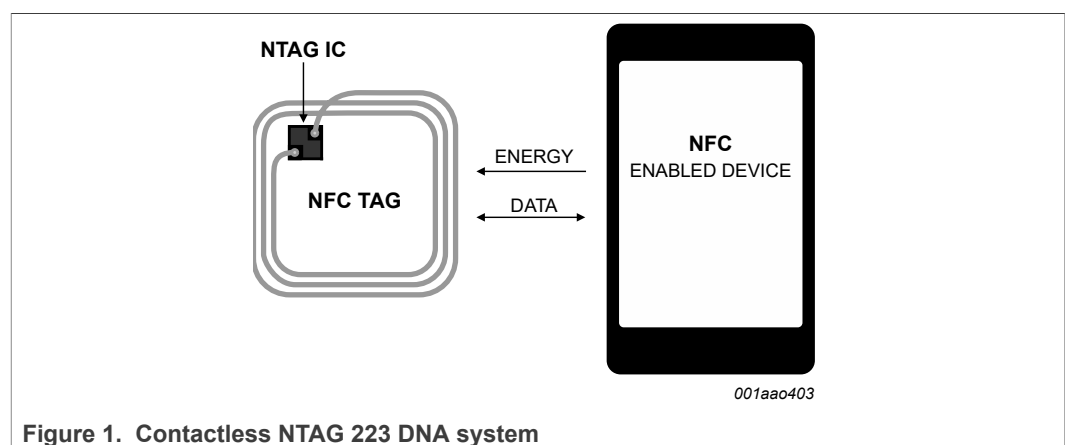 NTAG IC
NFC TAG
ENERGY
DATA
NFC
ENABLED DEVICE
001aao403
Figure 1. Contactless NTAG 223 DNA system